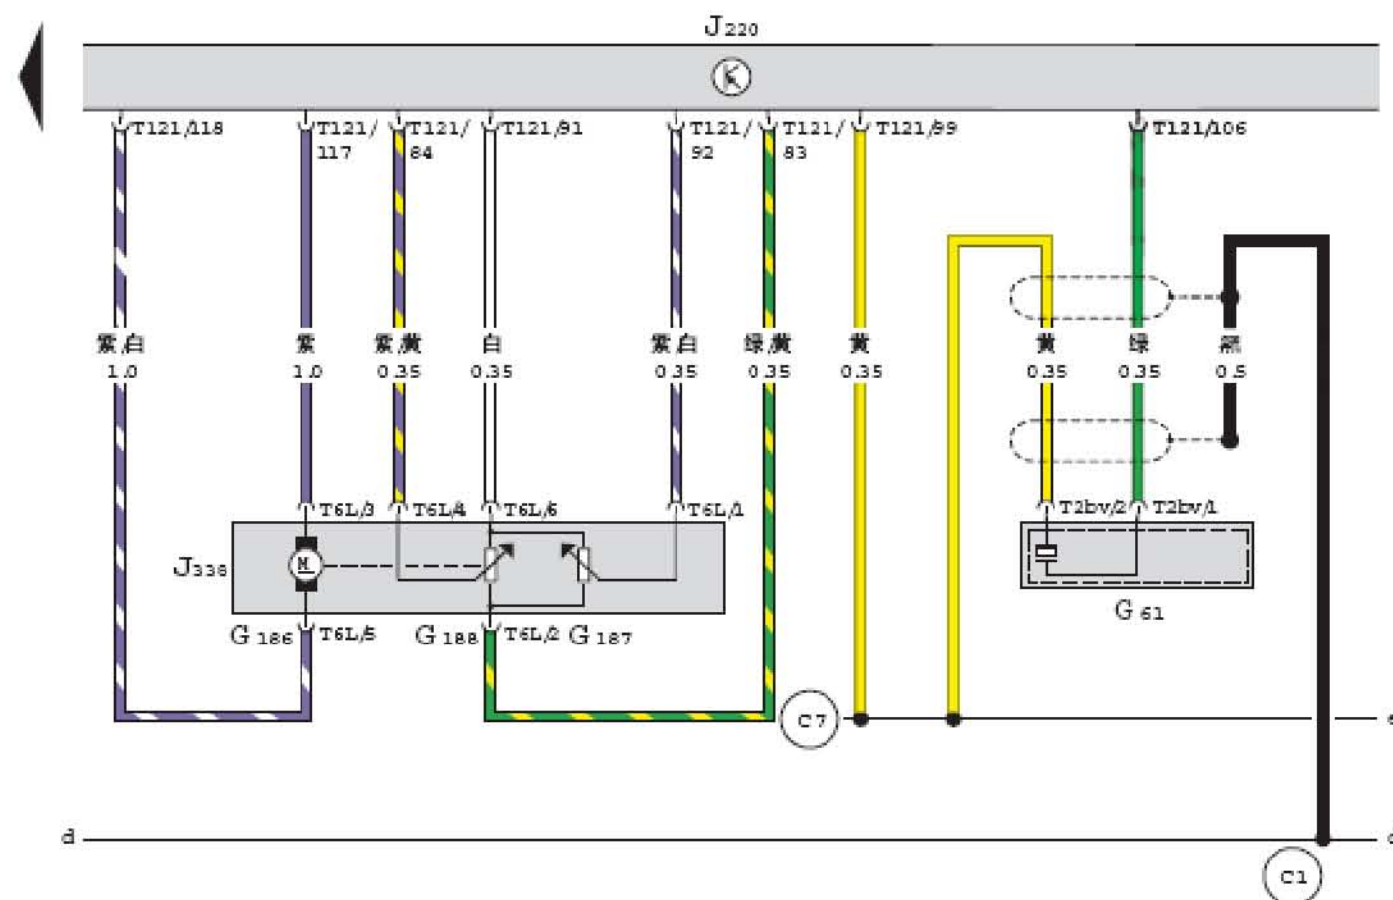 J220
K
T121/118
T121/
117
T121/
84
T121/91
T121/
92
T121/
83
T121/99
T121/106
紫/白
1.0
紫
1.0
紫/黄
0.35
白
0.35
紫/白
0.35
绿/黄
0.35
黄
0.35
黄
0.35
绿
0.35
黑
0.5
T6L/3
T6L/4
T6L/6
T6L/1
T2bv/2
T2bv/1
J338
M
G186
T6L/5
G188
T6L/2
G187
G61
C7
d
C1